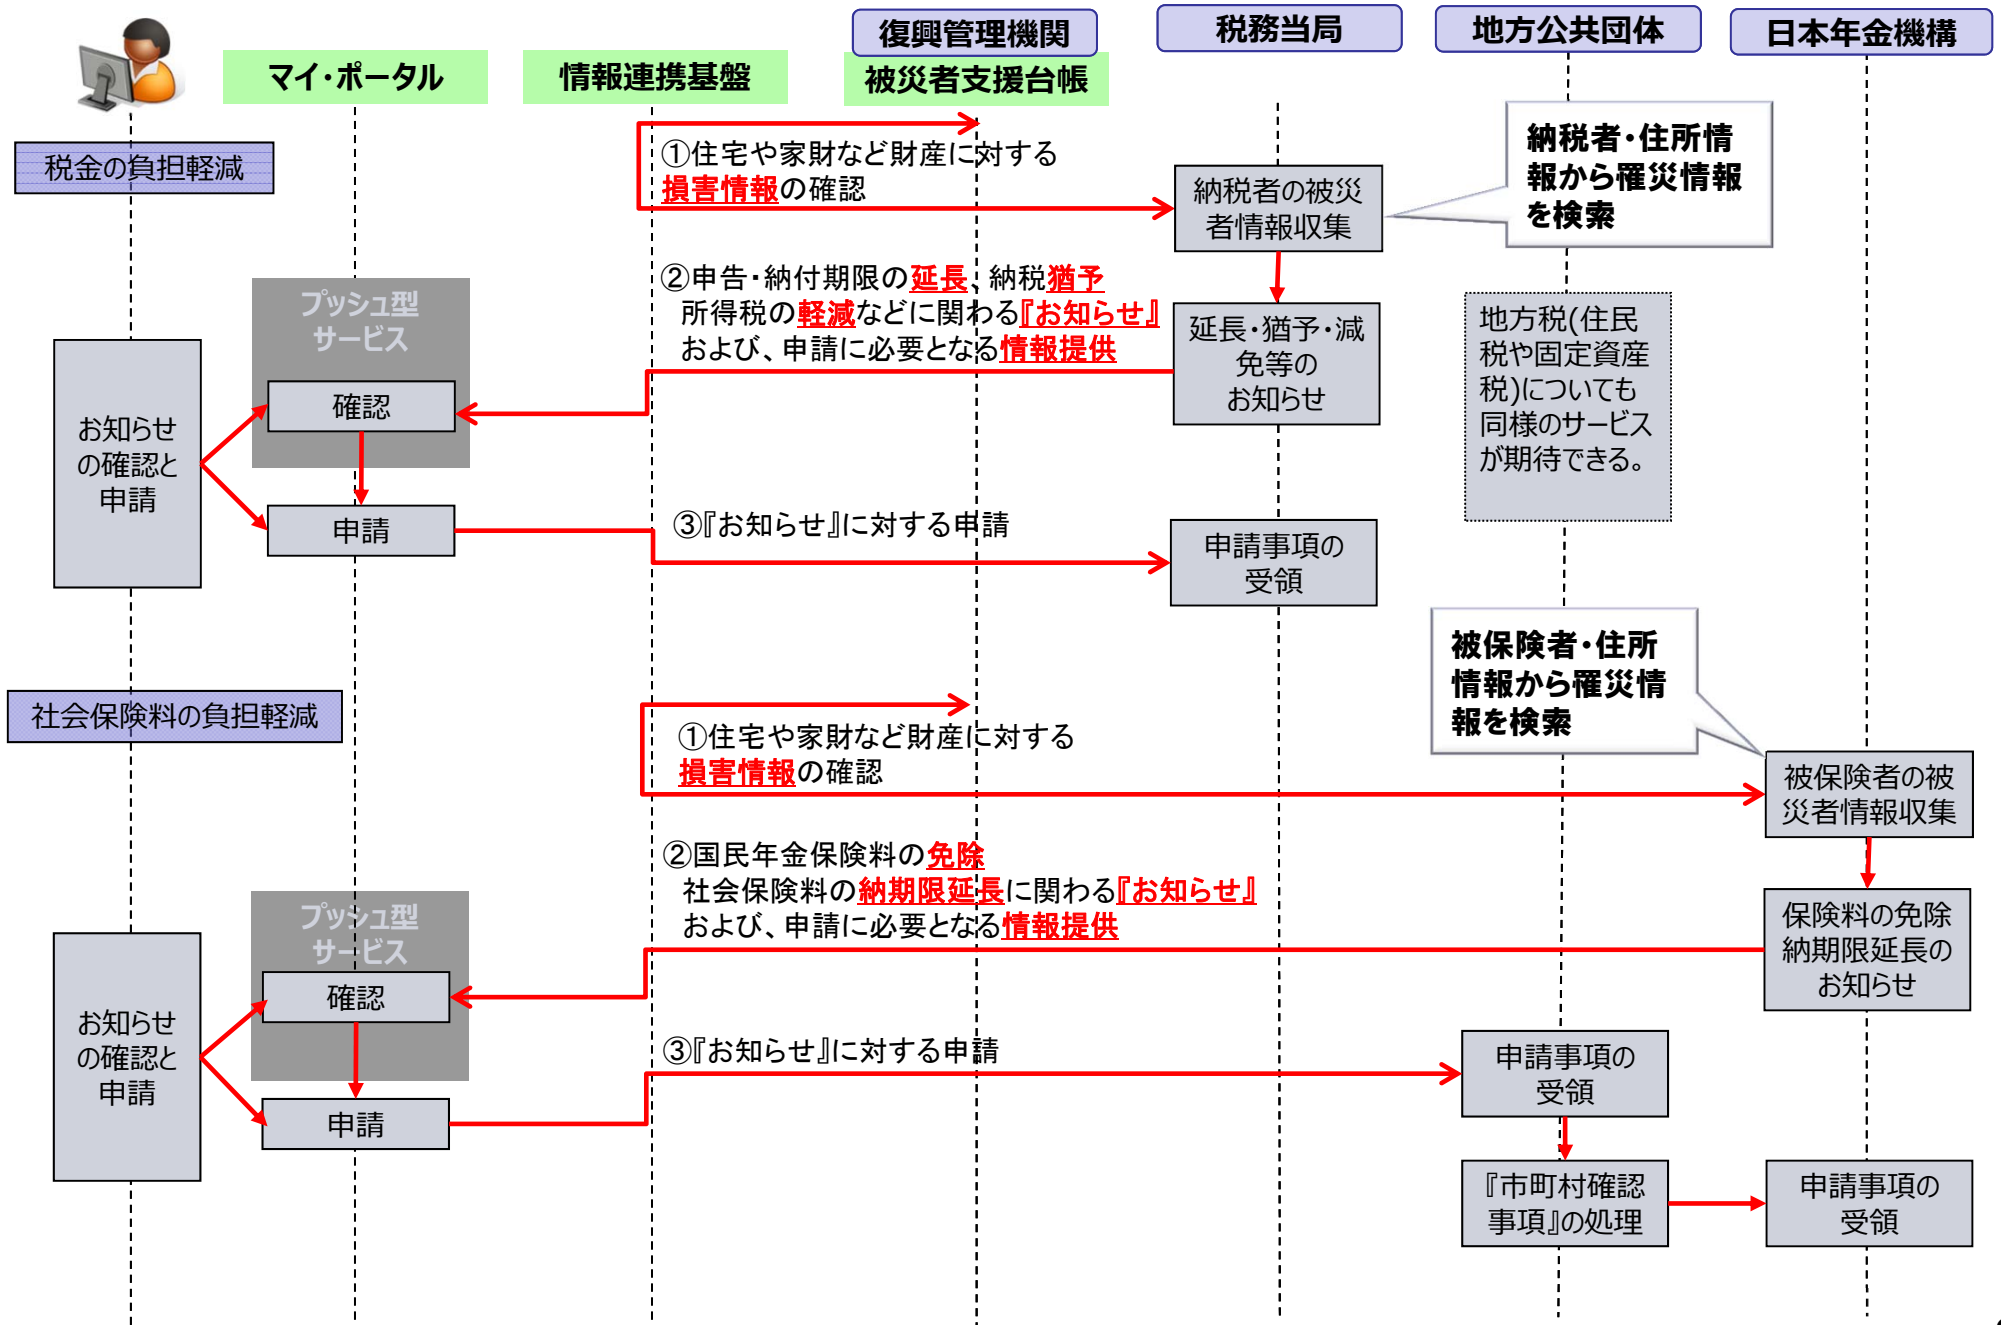 復興管理機関
税務当局
地方公共団体
日本年金機構
マイ・ポータル
情報連携基盤
被災者支援台帳
税金の負担軽減
①住宅や家財など財産に対する
損害情報の確認
納税者の被災
者情報収集
納税者・住所情
報から罹災情報
を検索
プッシュ型
サービス
②申告・納付期限の延長、納税猶予
所得税の軽減などに関わる『お知らせ』
および、申請に必要となる情報提供
延長・猶予・減
免等の
お知らせ
地方税(住民
税や固定資産
税)についても
同様のサービス
が期待できる。
お知らせ
の確認と
申請
確認
申請
③『お知らせ』に対する申請
申請事項の
受領
社会保険料の負担軽減
①住宅や家財など財産に対する
損害情報の確認
被保険者・住所
情報から罹災情
報を検索
被保険者の被
災者情報収集
プッシュ型
サービス
②国民年金保険料の免除
社会保険料の納期限延長に関わる『お知らせ』
および、申請に必要となる情報提供
保険料の免除
納期限延長の
お知らせ
お知らせ
の確認と
申請
確認
申請
③『お知らせ』に対する申請
申請事項の
受領
『市町村確認
事項』の処理
申請事項の
受領